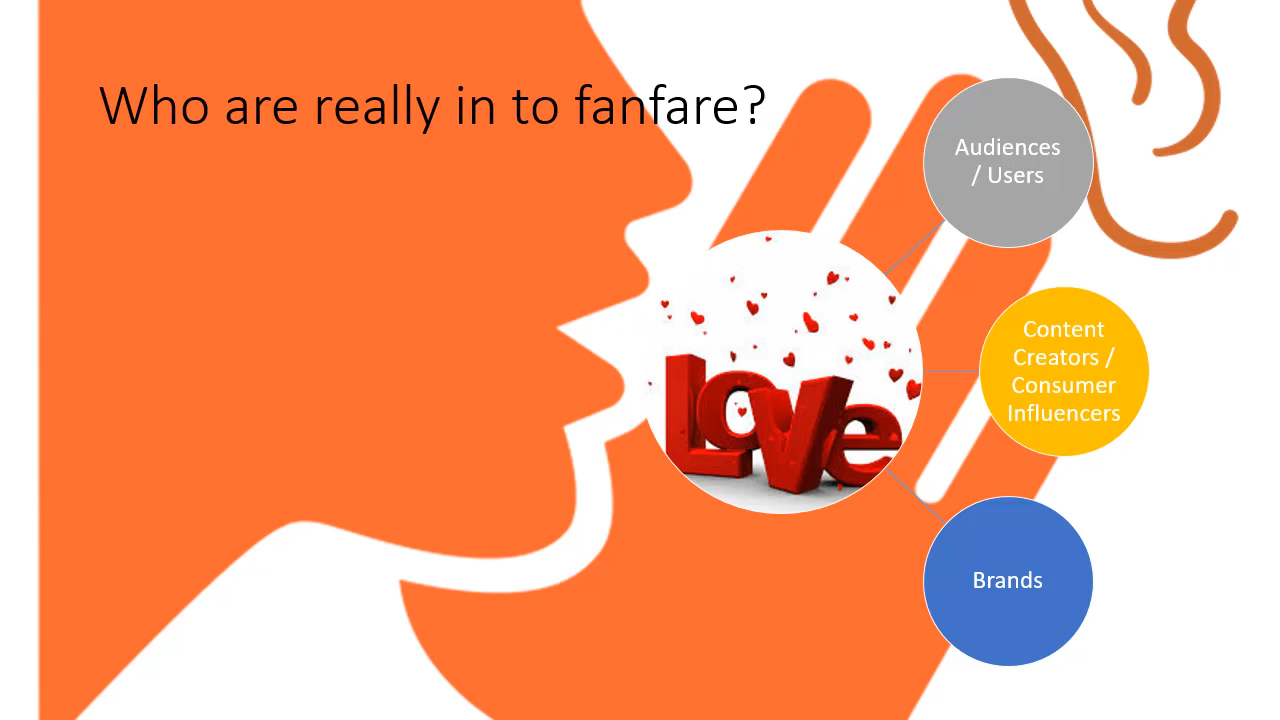 Who are really in to fanfare?
Audiences
/ Users
Content
Creators /
Consumer
Influencers
Love
Brands